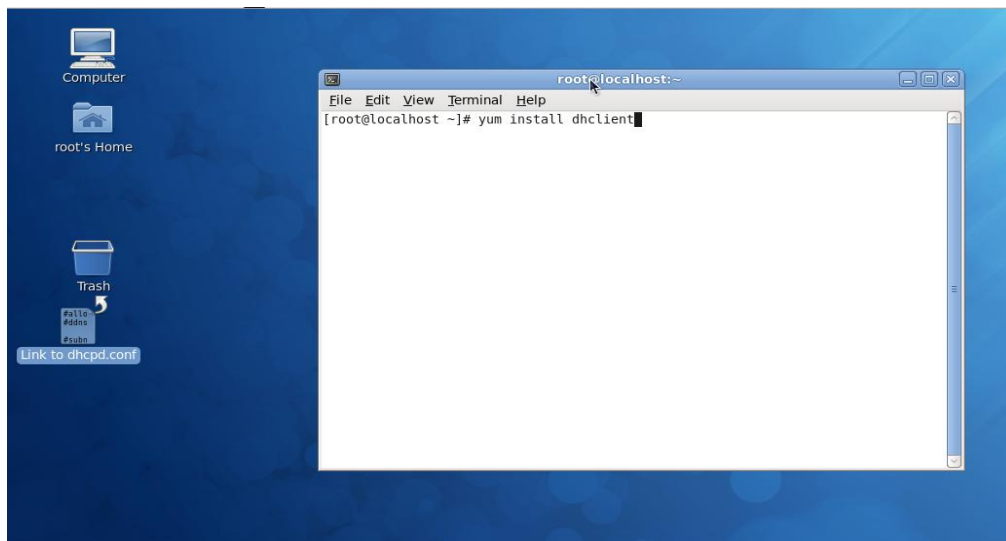 Computer
root's Home
Trash
#allo
#ddns
#subn
Link to dhcpd.conf
root@localhost:~
File Edit View Terminal Help
[root@localhost ~]# yum install dhclient